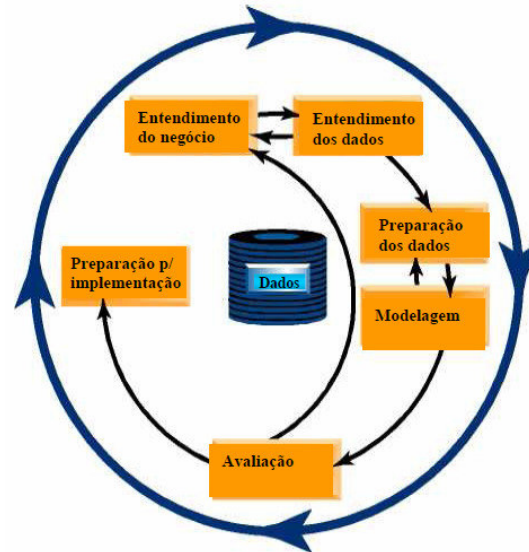 Entendimento
do negócio
Entendimento
dos dados
Preparação
dos dados
Preparação p/
implementação
Dados
Modelagem
Avaliação